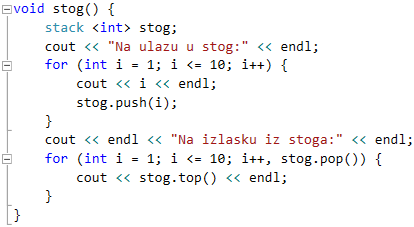 void stog() {
    stack <int> stog;
    cout << "Na ulazu u stog:" << endl;
    for (int i = 1; i <= 10; i++) {
        cout << i << endl;
        stog.push(i);
    }
    cout << endl << "Na izlasku iz stoga:" << endl;
    for (int i = 1; i <= 10; i++, stog.pop()) {
        cout << stog.top() << endl;
    }
}